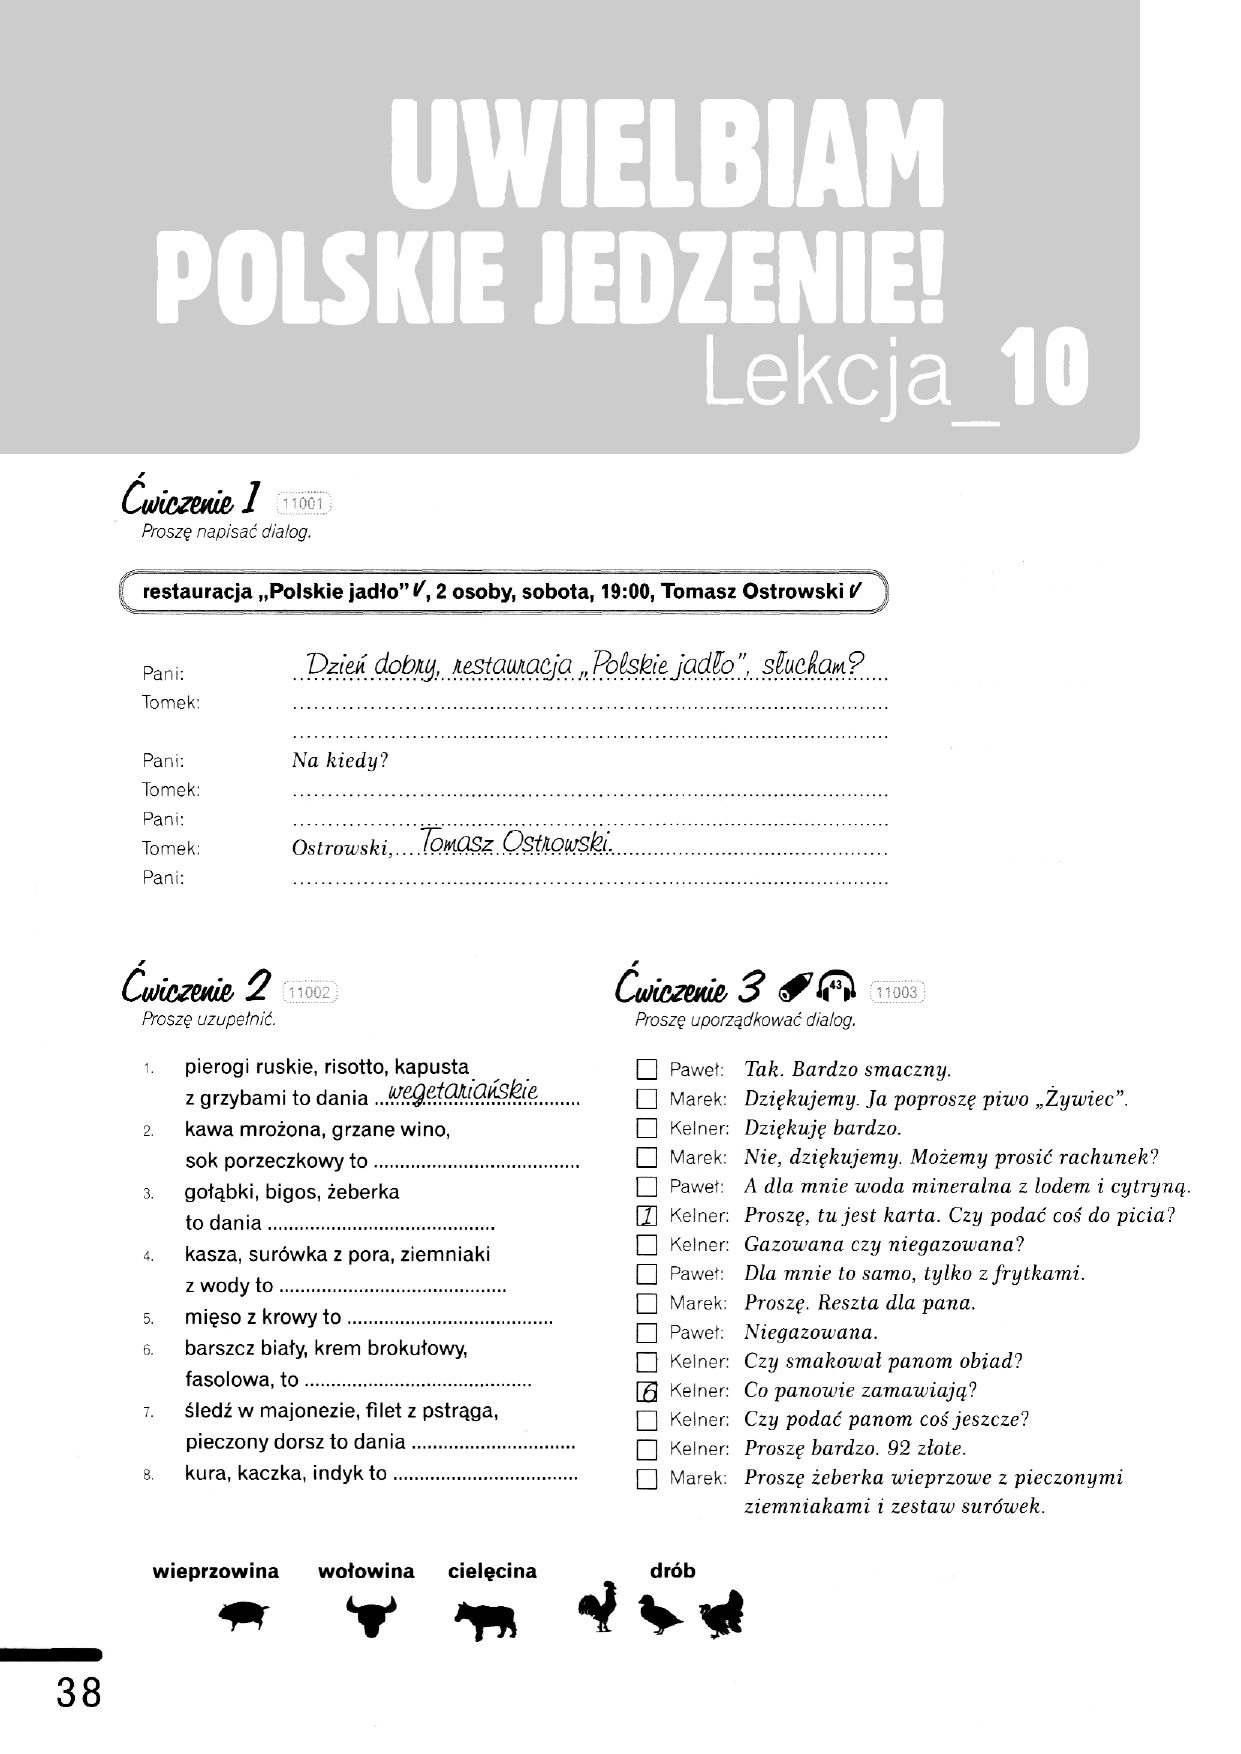 UWIELBIAM
POLSKIE JEDZENIE!
Lekcja_10
Ćwiczenie 1 11001
Proszę napisać dialog.
restauracja „Polskie jadło” √, 2 osoby, sobota, 19:00, Tomasz Ostrowski √
Pani: Dzień dobry, restauracja „Polskie jadło”, słucham?
Tomek: ..........
..........
Pani: Na kiedy?
Tomek: ..........
Pani: ..........
Tomek: Ostrowski, Tomasz Ostrowski.
Pani: ..........
Ćwiczenie 2 11002
Proszę uzupełnić.
1. pierogi ruskie, risotto, kapusta
z grzybami to dania wegetariańskie
2. kawa mrożona, grzane wino,
sok porzeczkowy to ..........
3. gołąbki, bigos, żeberka
to dania ..........
4. kasza, surówka z pora, ziemniaki
z wody to ..........
5. mięso z krowy to ..........
6. barszcz biały, krem brokułowy,
fasolowa, to ..........
7. śledź w majonezie, filet z pstrąga,
pieczony dorsz to dania ..........
8. kura, kaczka, indyk to ..........
Ćwiczenie 3 43 11003
Proszę uporządkować dialog.
Paweł: Tak. Bardzo smaczny.
Marek: Dziękujemy. Ja poproszę piwo „Żywiec”.
Kelner: Dziękuję bardzo.
Marek: Nie, dziękujemy. Możemy prosić rachunek?
Paweł: A dla mnie woda mineralna z lodem i cytryną.
1 Kelner: Proszę, tu jest karta. Czy podać coś do picia?
Kelner: Gazowana czy niegazowana?
Paweł: Dla mnie to samo, tylko z frytkami.
Marek: Proszę. Reszta dla pana.
Paweł: Niegazowana.
Kelner: Czy smakował panom obiad?
6 Kelner: Co panowie zamawiają?
Kelner: Czy podać panom coś jeszcze?
Kelner: Proszę bardzo. 92 złote.
Marek: Proszę żeberka wieprzowe z pieczonymi
ziemniakami i zestaw surówek.
wieprzowina wołowina cielęcina drób
38